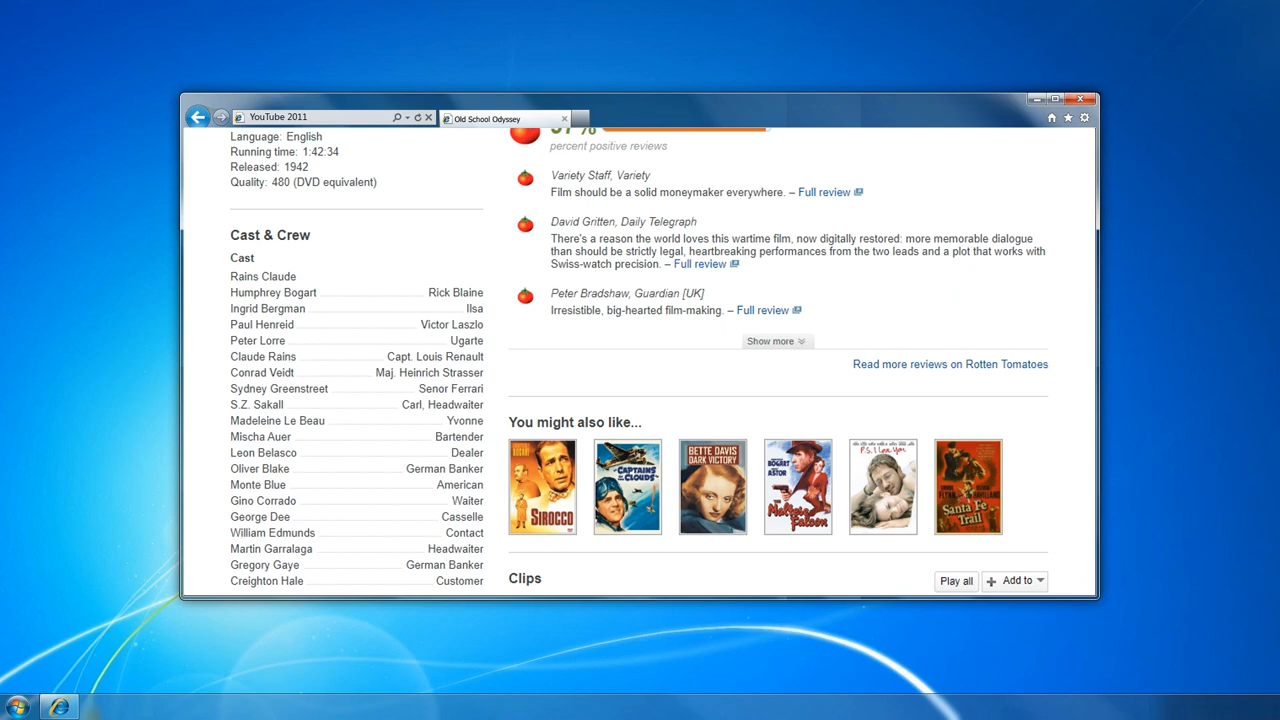 YouTube 2011
Old School Odyssey
Language: English
Running time: 1:42:34
Released: 1942
Quality: 480 (DVD equivalent)
Cast & Crew
Cast
Rains Claude
Humphrey Bogart Rick Blaine
Ingrid Bergman Ilsa
Paul Henreid Victor Laszlo
Peter Lorre Ugarte
Claude Rains Capt. Louis Renault
Conrad Veidt Maj. Heinrich Strasser
Sydney Greenstreet Senor Ferrari
S.Z. Sakall Carl, Headwaiter
Madeleine Le Beau Yvonne
Mischa Auer Bartender
Leon Belasco Dealer
Oliver Blake German Banker
Monte Blue American
Gino Corrado Waiter
George Dee Casselle
William Edmunds Contact
Martin Garralaga Headwaiter
Gregory Gaye German Banker
Creighton Hale Customer
percent positive reviews
Variety Staff, Variety
Film should be a solid moneymaker everywhere. – Full review
David Gritten, Daily Telegraph
There's a reason the world loves this wartime film, now digitally restored: more memorable dialogue
than should be strictly legal, heartbreaking performances from the two leads and a plot that works with
Swiss-watch precision. – Full review
Peter Bradshaw, Guardian [UK]
Irresistible, big-hearted film-making. – Full review
Show more
Read more reviews on Rotten Tomatoes
You might also like...
BOGART
SIROCCO
CAPTAINS
OF THE
CLOUDS
BETTE DAVIS
DARK VICTORY
BOGART
ASTOR
The
Maltese
Falcon
P.S. I Love You
FLYNN
Santa Fe
Trail
Clips
Play all
Add to